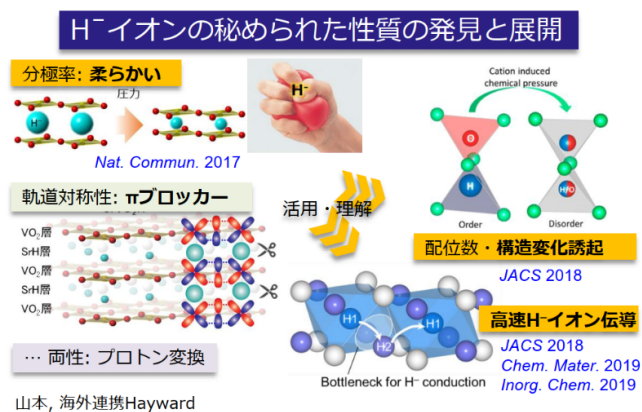 H⁻イオンの秘められた性質の発見と展開
分極率: 柔らかい
圧力
H⁻
H⁻
Nat. Commun. 2017
Cation induced
chemical pressure
O
H
H/O
Order
Disorder
軌道対称性: πブロッカー
VO₂層
SrH層
VO₂層
SrH層
VO₂層
活用・理解
配位数・構造変化誘起
JACS 2018
H1
H1
H2
Bottleneck for H⁻ conduction
高速H⁻イオン伝導
JACS 2018
Chem. Mater. 2019
Inorg. Chem. 2019
… 両性: プロトン変換
山本, 海外連携Hayward